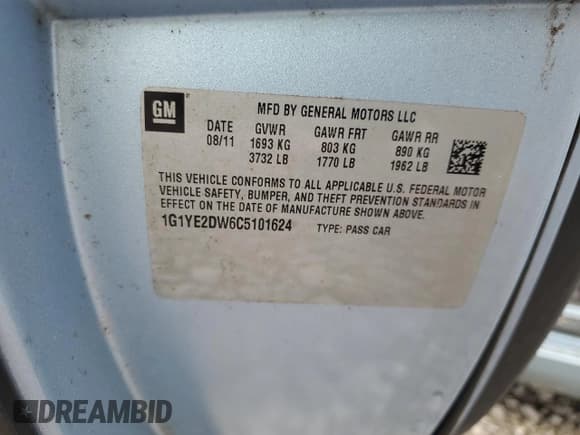 GM
MFD BY GENERAL MOTORS LLC
DATE GVWR GAWR FRT GAWR RR
08/11 1693 KG 803 KG 890 KG
3732 LB 1770 LB 1962 LB
THIS VEHICLE CONFORMS TO ALL APPLICABLE U.S. FEDERAL MOTOR
VEHICLE SAFETY, BUMPER, AND THEFT PREVENTION STANDARDS IN
EFFECT ON THE DATE OF MANUFACTURE SHOWN ABOVE.
1G1YE2DW6C5101624 TYPE: PASS CAR
DREAMBID